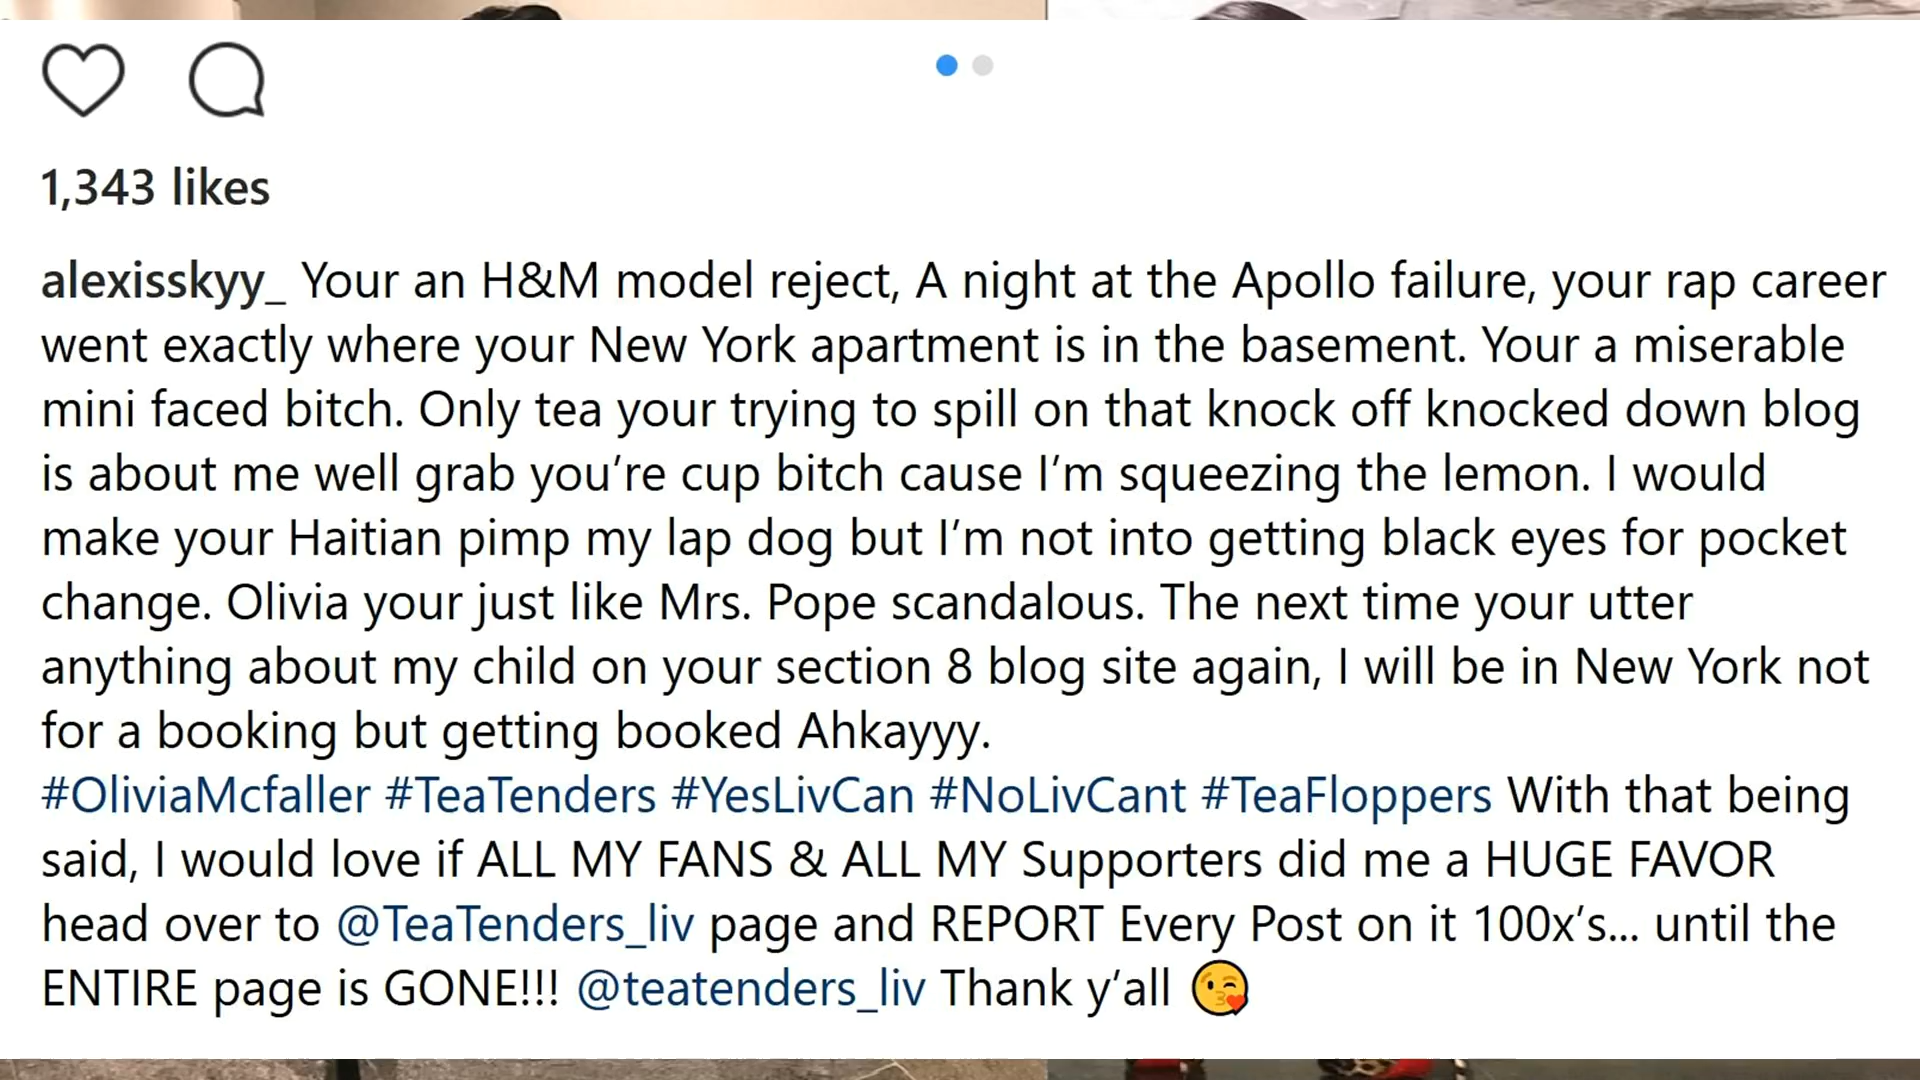 1,343 likes
alexisskyy_ Your an H&M model reject, A night at the Apollo failure, your rap career
went exactly where your New York apartment is in the basement. Your a miserable
mini faced bitch. Only tea your trying to spill on that knock off knocked down blog
is about me well grab you’re cup bitch cause I’m squeezing the lemon. I would
make your Haitian pimp my lap dog but I’m not into getting black eyes for pocket
change. Olivia your just like Mrs. Pope scandalous. The next time your utter
anything about my child on your section 8 blog site again, I will be in New York not
for a booking but getting booked Ahkayyy.
#OliviaMcfaller #TeaTenders #YesLivCan #NoLivCant #TeaFloppers With that being
said, I would love if ALL MY FANS & ALL MY Supporters did me a HUGE FAVOR
head over to @TeaTenders_liv page and REPORT Every Post on it 100x’s... until the
ENTIRE page is GONE!!! @teatenders_liv Thank y’all 😘